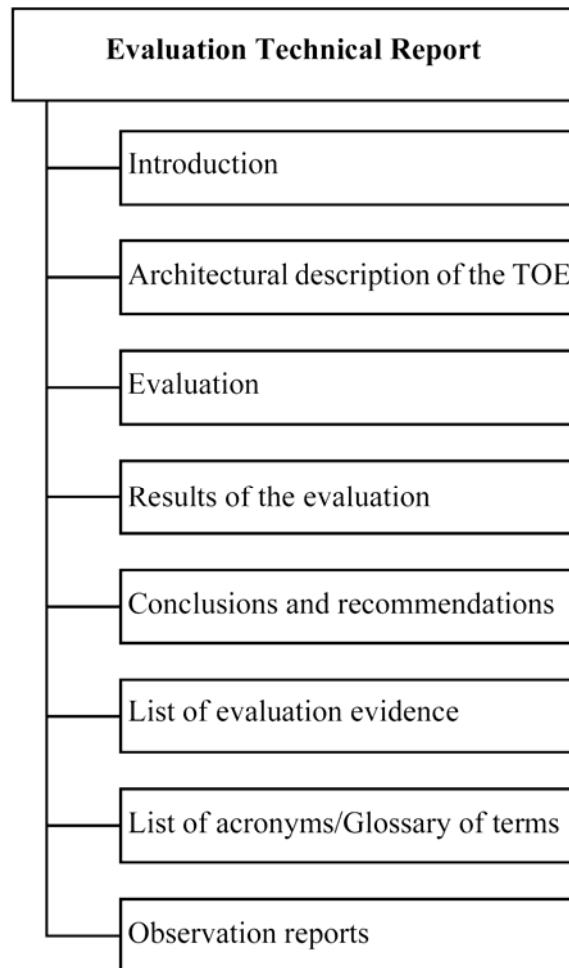 Evaluation Technical Report
Introduction
Architectural description of the TOE
Evaluation
Results of the evaluation
Conclusions and recommendations
List of evaluation evidence
List of acronyms/Glossary of terms
Observation reports